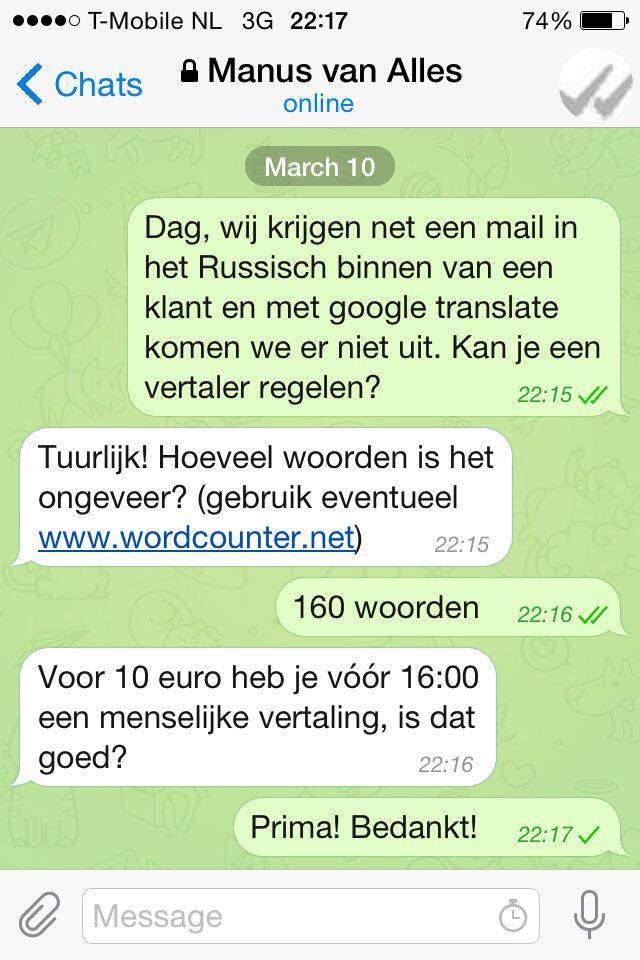 T-Mobile NL 3G 22:17 74%
Chats Manus van Alles
online
March 10
Dag, wij krijgen net een mail in
het Russisch binnen van een
klant en met google translate
komen we er niet uit. Kan je een
vertaler regelen? 22:15
Tuurlijk! Hoeveel woorden is het
ongeveer? (gebruik eventueel
www.wordcounter.net) 22:15
160 woorden 22:16
Voor 10 euro heb je vóór 16:00
een menselijke vertaling, is dat
goed? 22:16
Prima! Bedankt! 22:17
Message